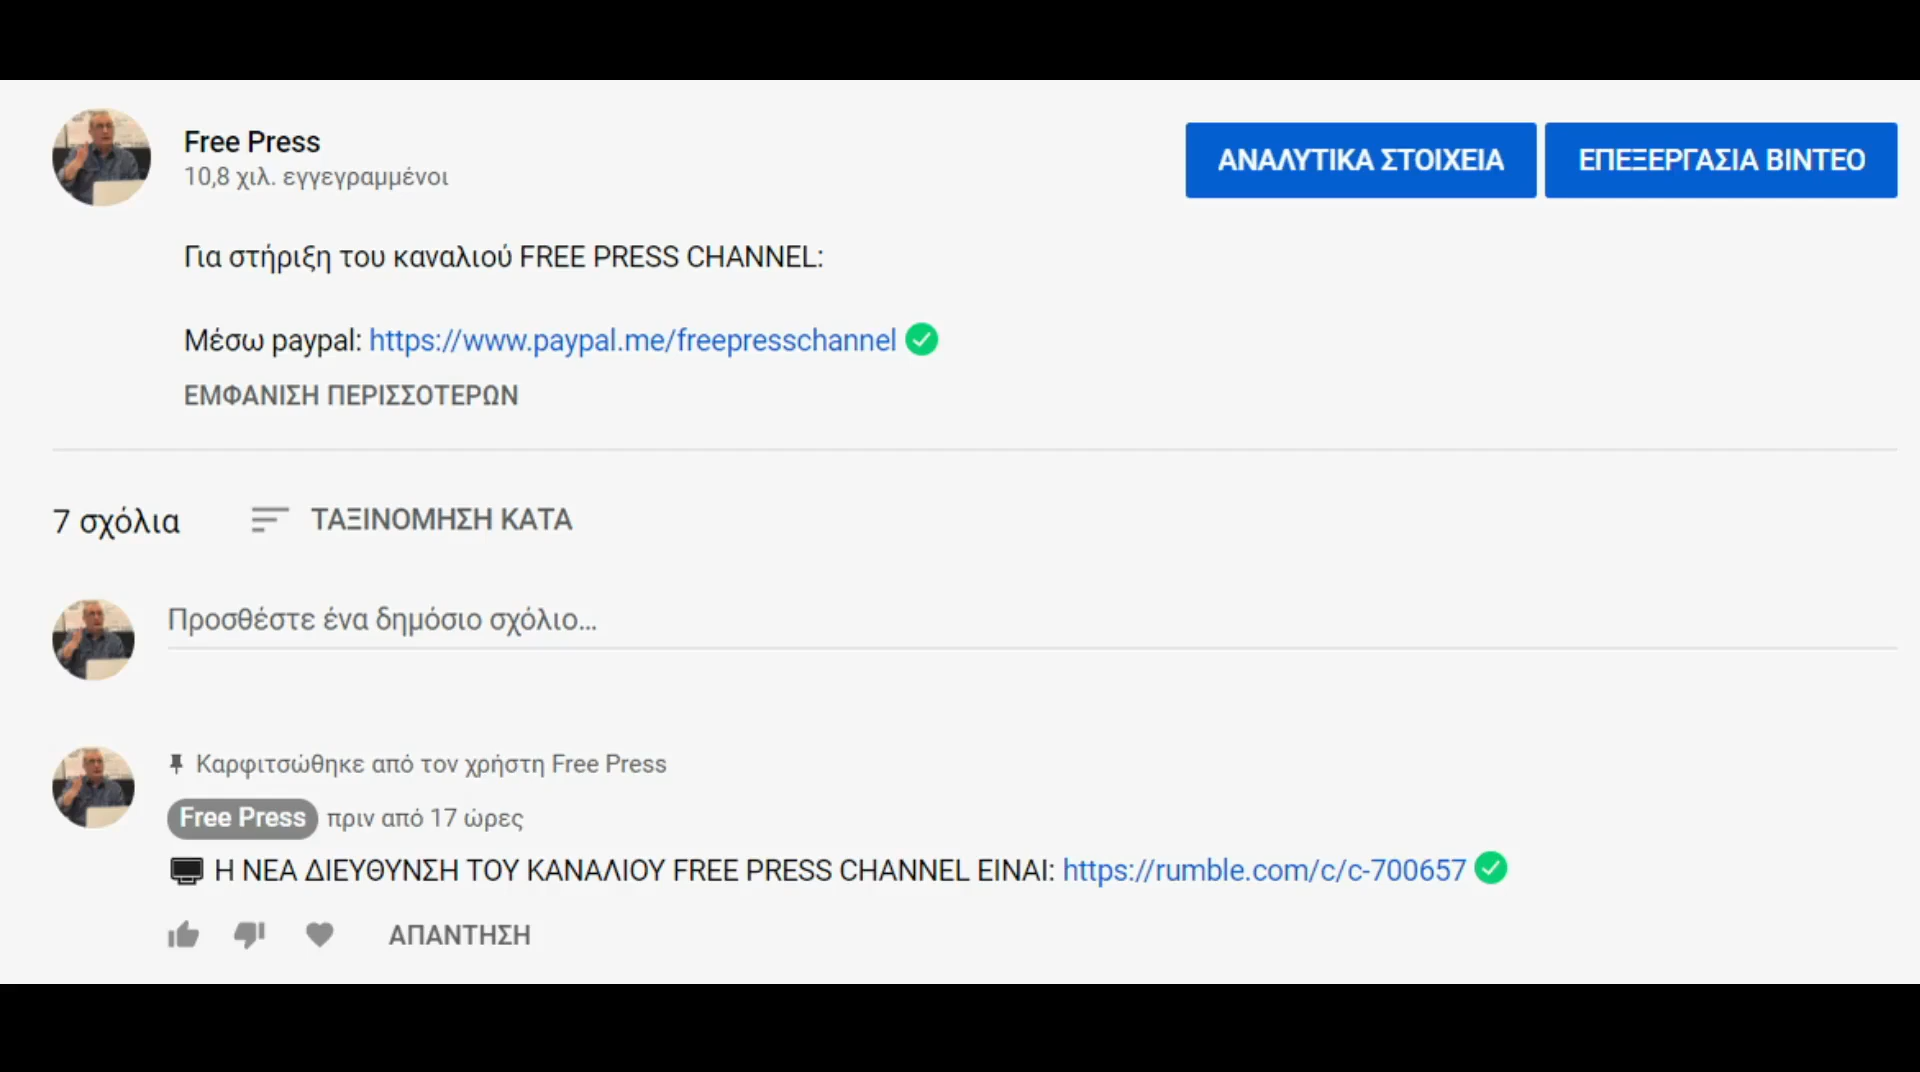 Free Press
10,8 χιλ. εγγεγραμμένοι
ΑΝΑΛΥΤΙΚΑ ΣΤΟΙΧΕΙΑ
ΕΠΕΞΕΡΓΑΣΙΑ ΒΙΝΤΕΟ
Για στήριξη του καναλιού FREE PRESS CHANNEL:
Μέσω paypal: https://www.paypal.me/freepresschannel
ΕΜΦΑΝΙΣΗ ΠΕΡΙΣΣΟΤΕΡΩΝ
7 σχόλια
ΤΑΞΙΝΟΜΗΣΗ ΚΑΤΑ
Προσθέστε ένα δημόσιο σχόλιο...
Καρφιτσώθηκε από τον χρήστη Free Press
Free Press πριν από 17 ώρες
Η ΝΕΑ ΔΙΕΥΘΥΝΣΗ ΤΟΥ ΚΑΝΑΛΙΟΥ FREE PRESS CHANNEL ΕΙΝΑΙ: https://rumble.com/c/c-700657
ΑΠΑΝΤΗΣΗ